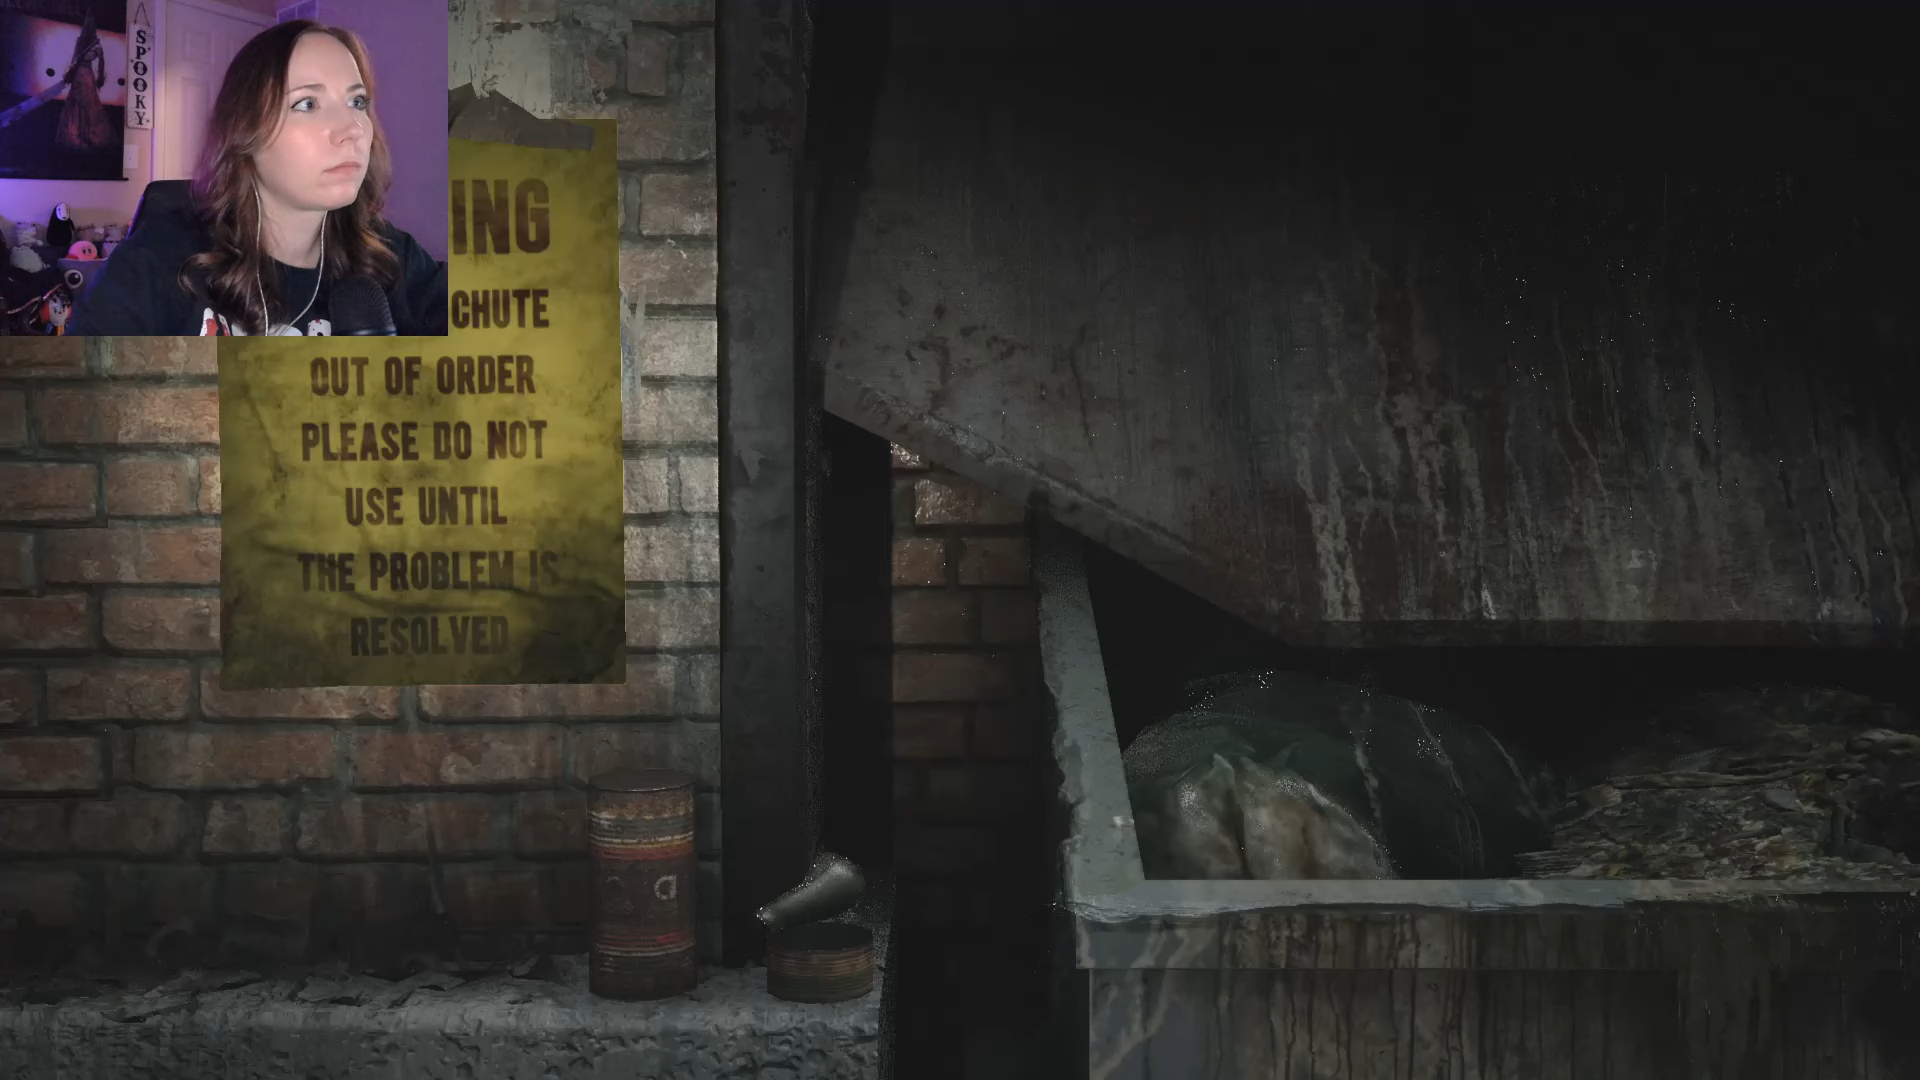 SPOOKY
ING
CHUTE
OUT OF ORDER
PLEASE DO NOT
USE UNTIL
THE PROBLEM IS
RESOLVED